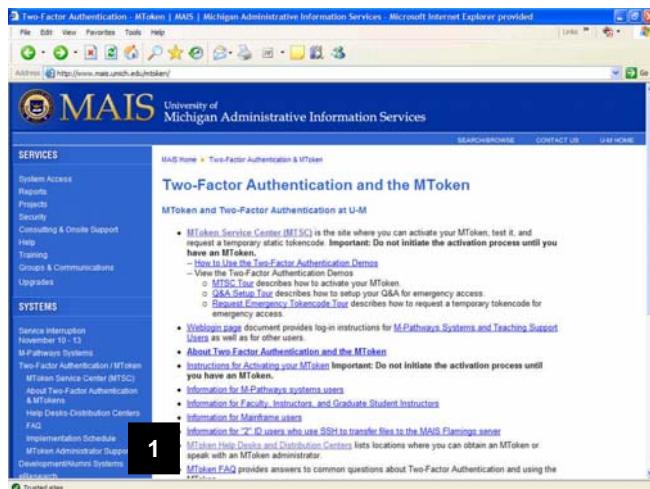 Two-Factor Authentication - MToken | MAIS | Michigan Administrative Information Services - Microsoft Internet Explorer provided
File Edit View Favorites Tools Help
Links
Address http://www.mais.umich.edu/mtoken/
Go
MAIS University of
Michigan Administrative Information Services
SEARCH/BROWSE CONTACT US U-M HOME
SERVICES
System Access
Reports
Projects
Security
Consulting & Onsite Support
Help
Training
Groups & Communications
Upgrades
SYSTEMS
Service Interruption
November 10 - 13
M-Pathways Systems
Two-Factor Authentication / MToken
MToken Service Center (MTSC)
About Two-Factor Authentication
& MTokens
Help Desks-Distribution Centers
FAQ
Implementation Schedule
MToken Administrator Support
Development/Alumni Systems
eResearch
1
MAIS Home Two-Factor Authentication & MToken
Two-Factor Authentication and the MToken
MToken and Two-Factor Authentication at U-M
MToken Service Center (MTSC) is the site where you can activate your MToken, test it, and
request a temporary static tokencode. Important: Do not initiate the activation process until you
have an MToken.
– How to Use the Two-Factor Authentication Demos
– View the Two-Factor Authentication Demos
MTSC Tour describes how to activate your MToken.
Q&A Setup Tour describes how to setup your Q&A for emergency access.
Request Emergency Tokencode Tour describes how to request a temporary tokencode for
emergency access.
Weblogin page document provides log-in instructions for M-Pathways Systems and Teaching Support
Users as well as for other users.
About Two Factor Authentication and the MToken
Instructions for Activating your MToken Important: Do not initiate the activation process until
you have an MToken.
Information for M-Pathways systems users
Information for Faculty, Instructors, and Graduate Student Instructors
Information for Mainframe users
Information for "2" ID users who use SSH to transfer files to the MAIS Flamingo server
MToken Help Desks and Distribution Centers lists locations where you can obtain an MToken or
speak with an MToken administrator.
MToken FAQ provides answers to common questions about Two-Factor Authentication and using the
MToken.
Trusted sites